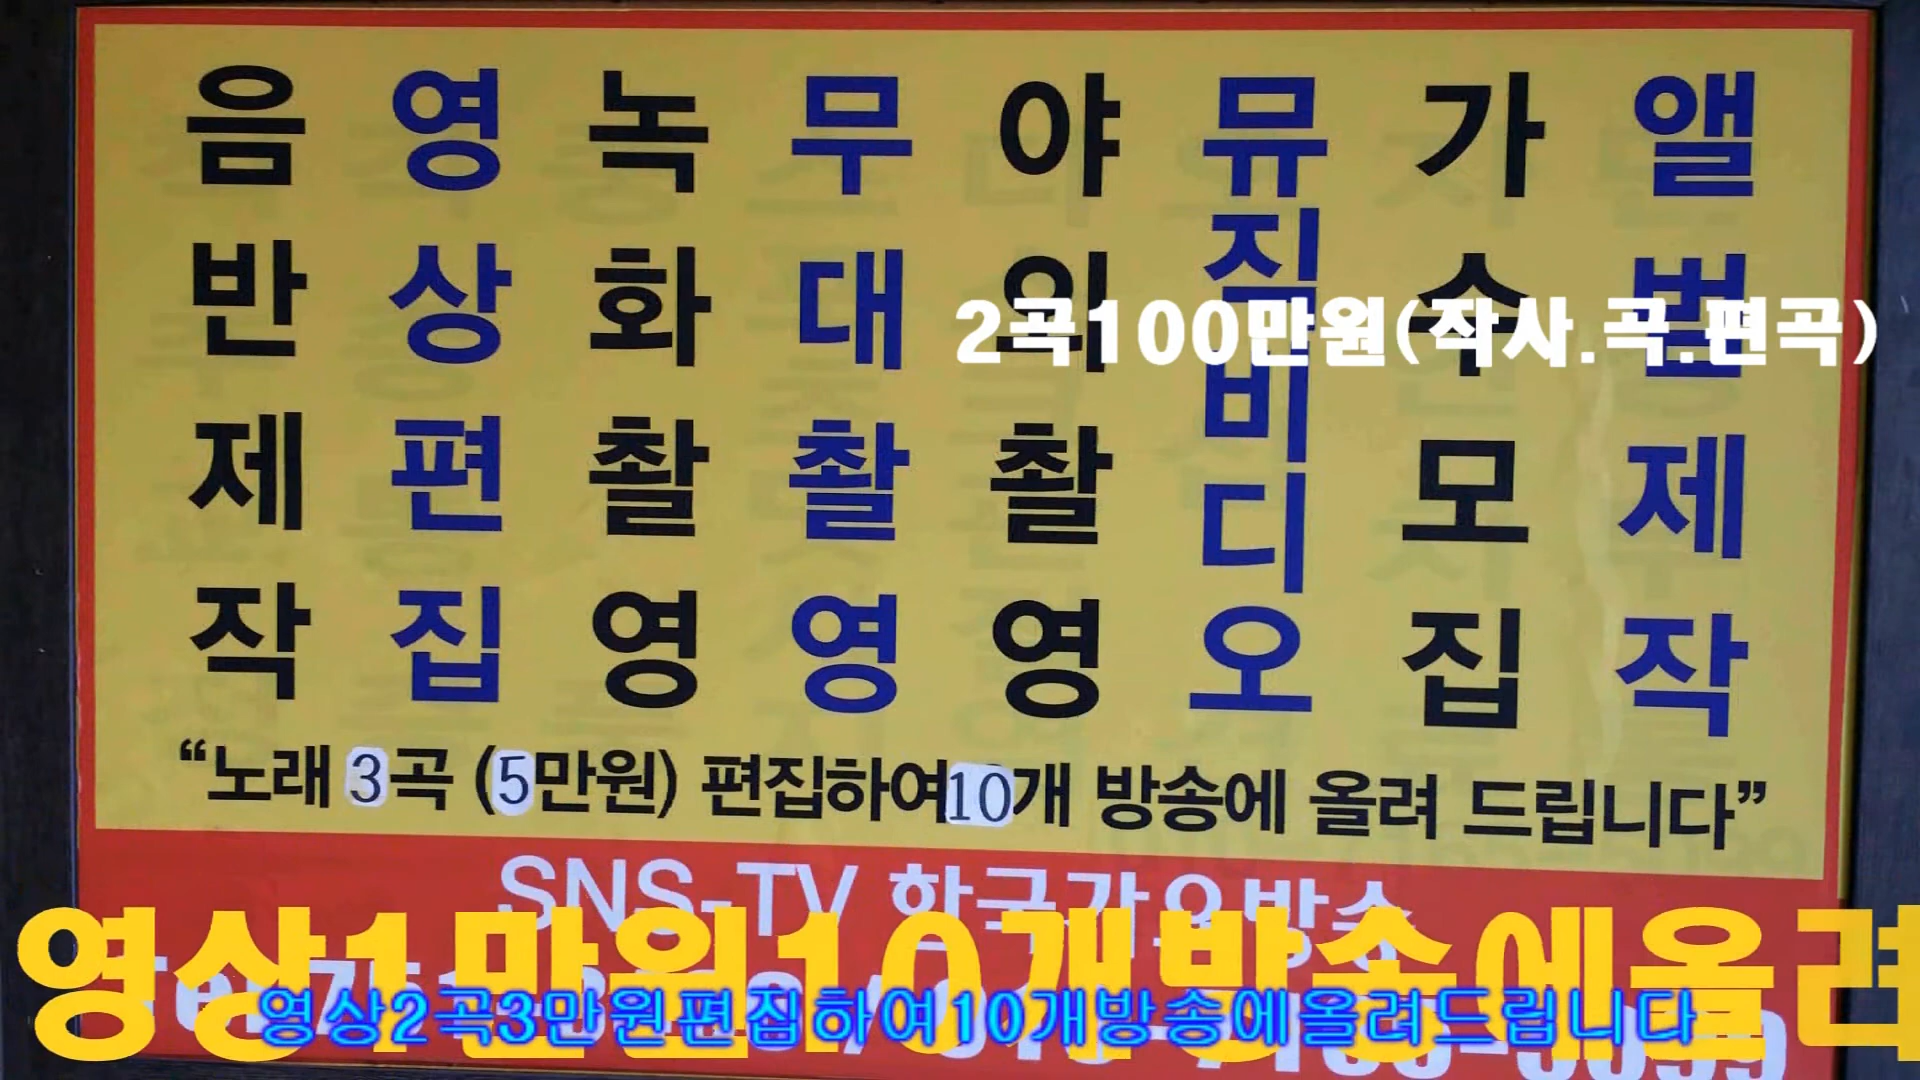 음반제작
영상편집
녹화촬영
무대촬영
야외촬영
뮤직비디오
가수모집
앨범제작
2곡100만원(작사.곡.편곡)
“노래 3곡 (5만원) 편집하여10개 방송에 올려 드립니다”
SNS-TV 한국가요방송
영상1만원10개방송에올려
영상2곡3만원편집하여10개방송에올려드립니다